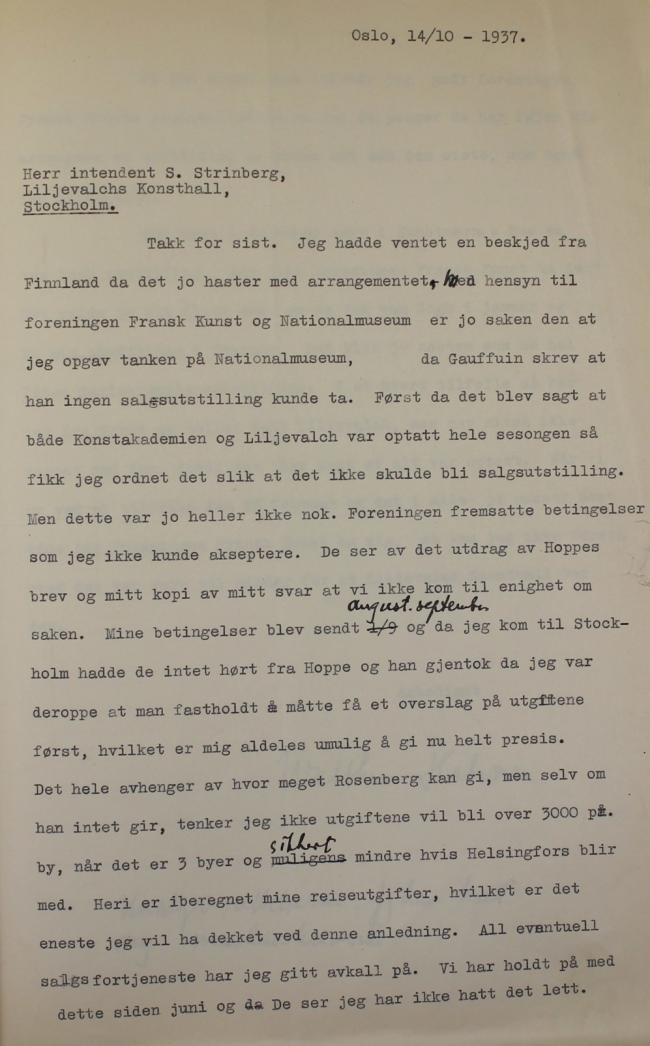 Oslo, 14/10 - 1937.
Herr intendent S. Strinberg,
Liljevalchs Konsthall,
Stockholm.
Takk for sist. Jeg hadde ventet en beskjed fra
Finnland da det jo haster med arrangementet. Med hensyn til
foreningen Fransk Kunst og Nationalmuseum er jo saken den at
jeg opgav tanken på Nationalmuseum, da Gauffuin skrev at
han ingen salgsutstilling kunde ta. Først da det blev sagt at
både Konstakademien og Liljevalch var optatt hele sesongen så
fikk jeg ordnet det slik at det ikke skulde bli salgsutstilling.
Men dette var jo heller ikke nok. Foreningen fremsatte betingelser
som jeg ikke kunde akseptere. De ser av det utdrag av Hoppes
brev og mitt kopi av mitt svar at vi ikke kom til enighet om
august. september
saken. Mine betingelser blev sendt 1/9 og da jeg kom til Stock-
holm hadde de intet hørt fra Hoppe og han gjentok da jeg var
deroppe at man fastholdt å måtte få et overslag på utgftene
først, hvilket er mig aldeles umulig å gi nu helt presis.
Det hele avhenger av hvor meget Rosenberg kan gi, men selv om
han intet gir, tenker jeg ikke utgiftene vil bli over 3000 pr.
sikkert
by, når det er 3 byer og muligens mindre hvis Helsingfors blir
med. Heri er iberegnet mine reiseutgifter, hvilket er det
eneste jeg vil ha dekket ved denne anledning. All eventuell
salgsfortjeneste har jeg gitt avkall på. Vi har holdt på med
dette siden juni og da De ser jeg har ikke hatt det lett.